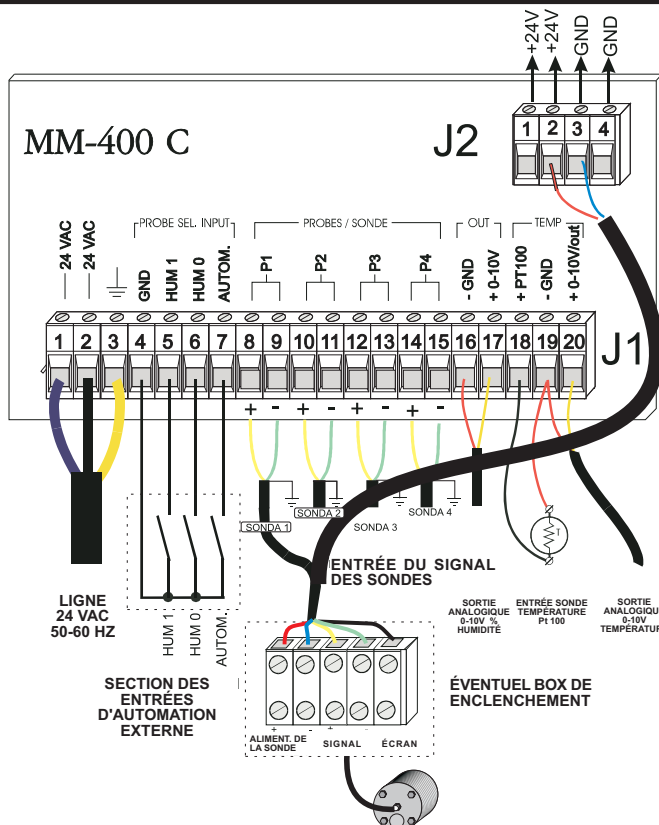 +24V +24V GND GND
MM-400 C
J2
1 2 3 4
PROBE SEL. INPUT
PROBES / SONDE
OUT
TEMP
24 VAC
24 VAC
GND
HUM 1
HUM 0
AUTOM.
P1
P2
P3
P4
- GND
+ 0-10V
+ PT100
- GND
+ 0-10V/out
1 2 3 4 5 6 7 8 9 10 11 12 13 14 15 16 17 18 19 20
J1
+ - + - + - + -
SONDA 1
SONDA 2
SONDA 3
SONDA 4
LIGNE
24 VAC
50-60 HZ
HUM 1
HUM 0
AUTOM.
ENTRÉE DU SIGNAL
DES SONDES
T
SORTIE
ANALOGIQUE
0-10V %
HUMIDITÉ
ENTRÉE SONDE
TEMPÉRATURE
Pt 100
SORTIE
ANALOGIQU
0-10V
TEMPÉRATUR
SECTION DES
ENTRÉES
D'AUTOMATION
EXTERNE
ÉVENTUEL BOX DE
ENCLENCHEMENT
+ - + -
ALIMENT. DE
LA SONDE
SIGNAL
ÉCRAN